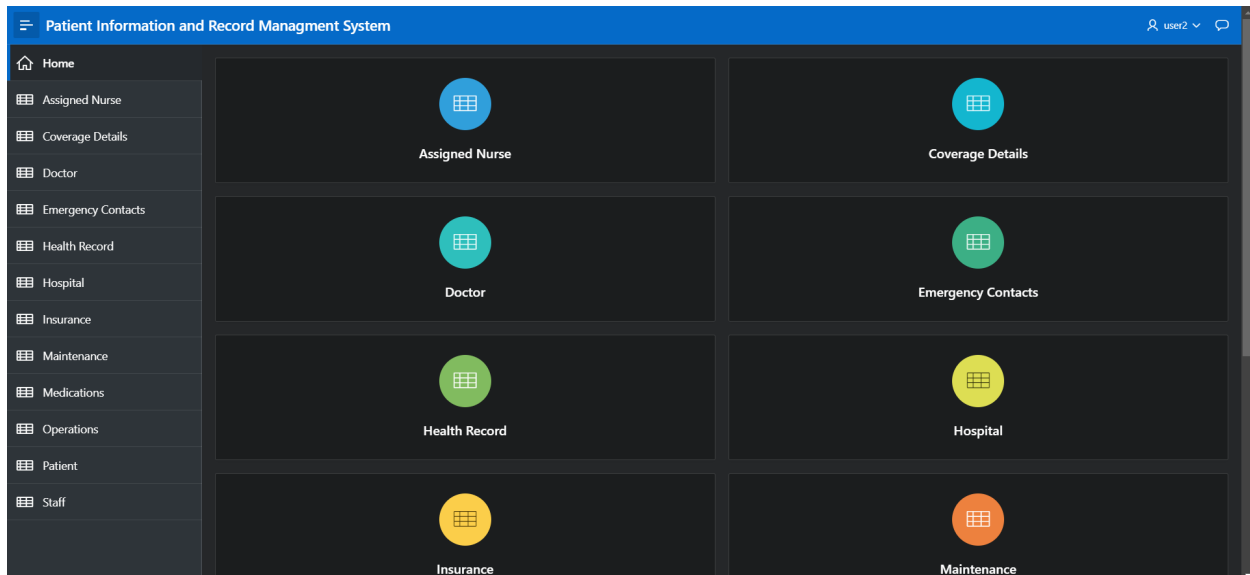 Patient Information and Record Managment System
user2
Home
Assigned Nurse
Coverage Details
Doctor
Emergency Contacts
Health Record
Hospital
Insurance
Maintenance
Medications
Operations
Patient
Staff
Assigned Nurse
Coverage Details
Doctor
Emergency Contacts
Health Record
Hospital
Insurance
Maintenance